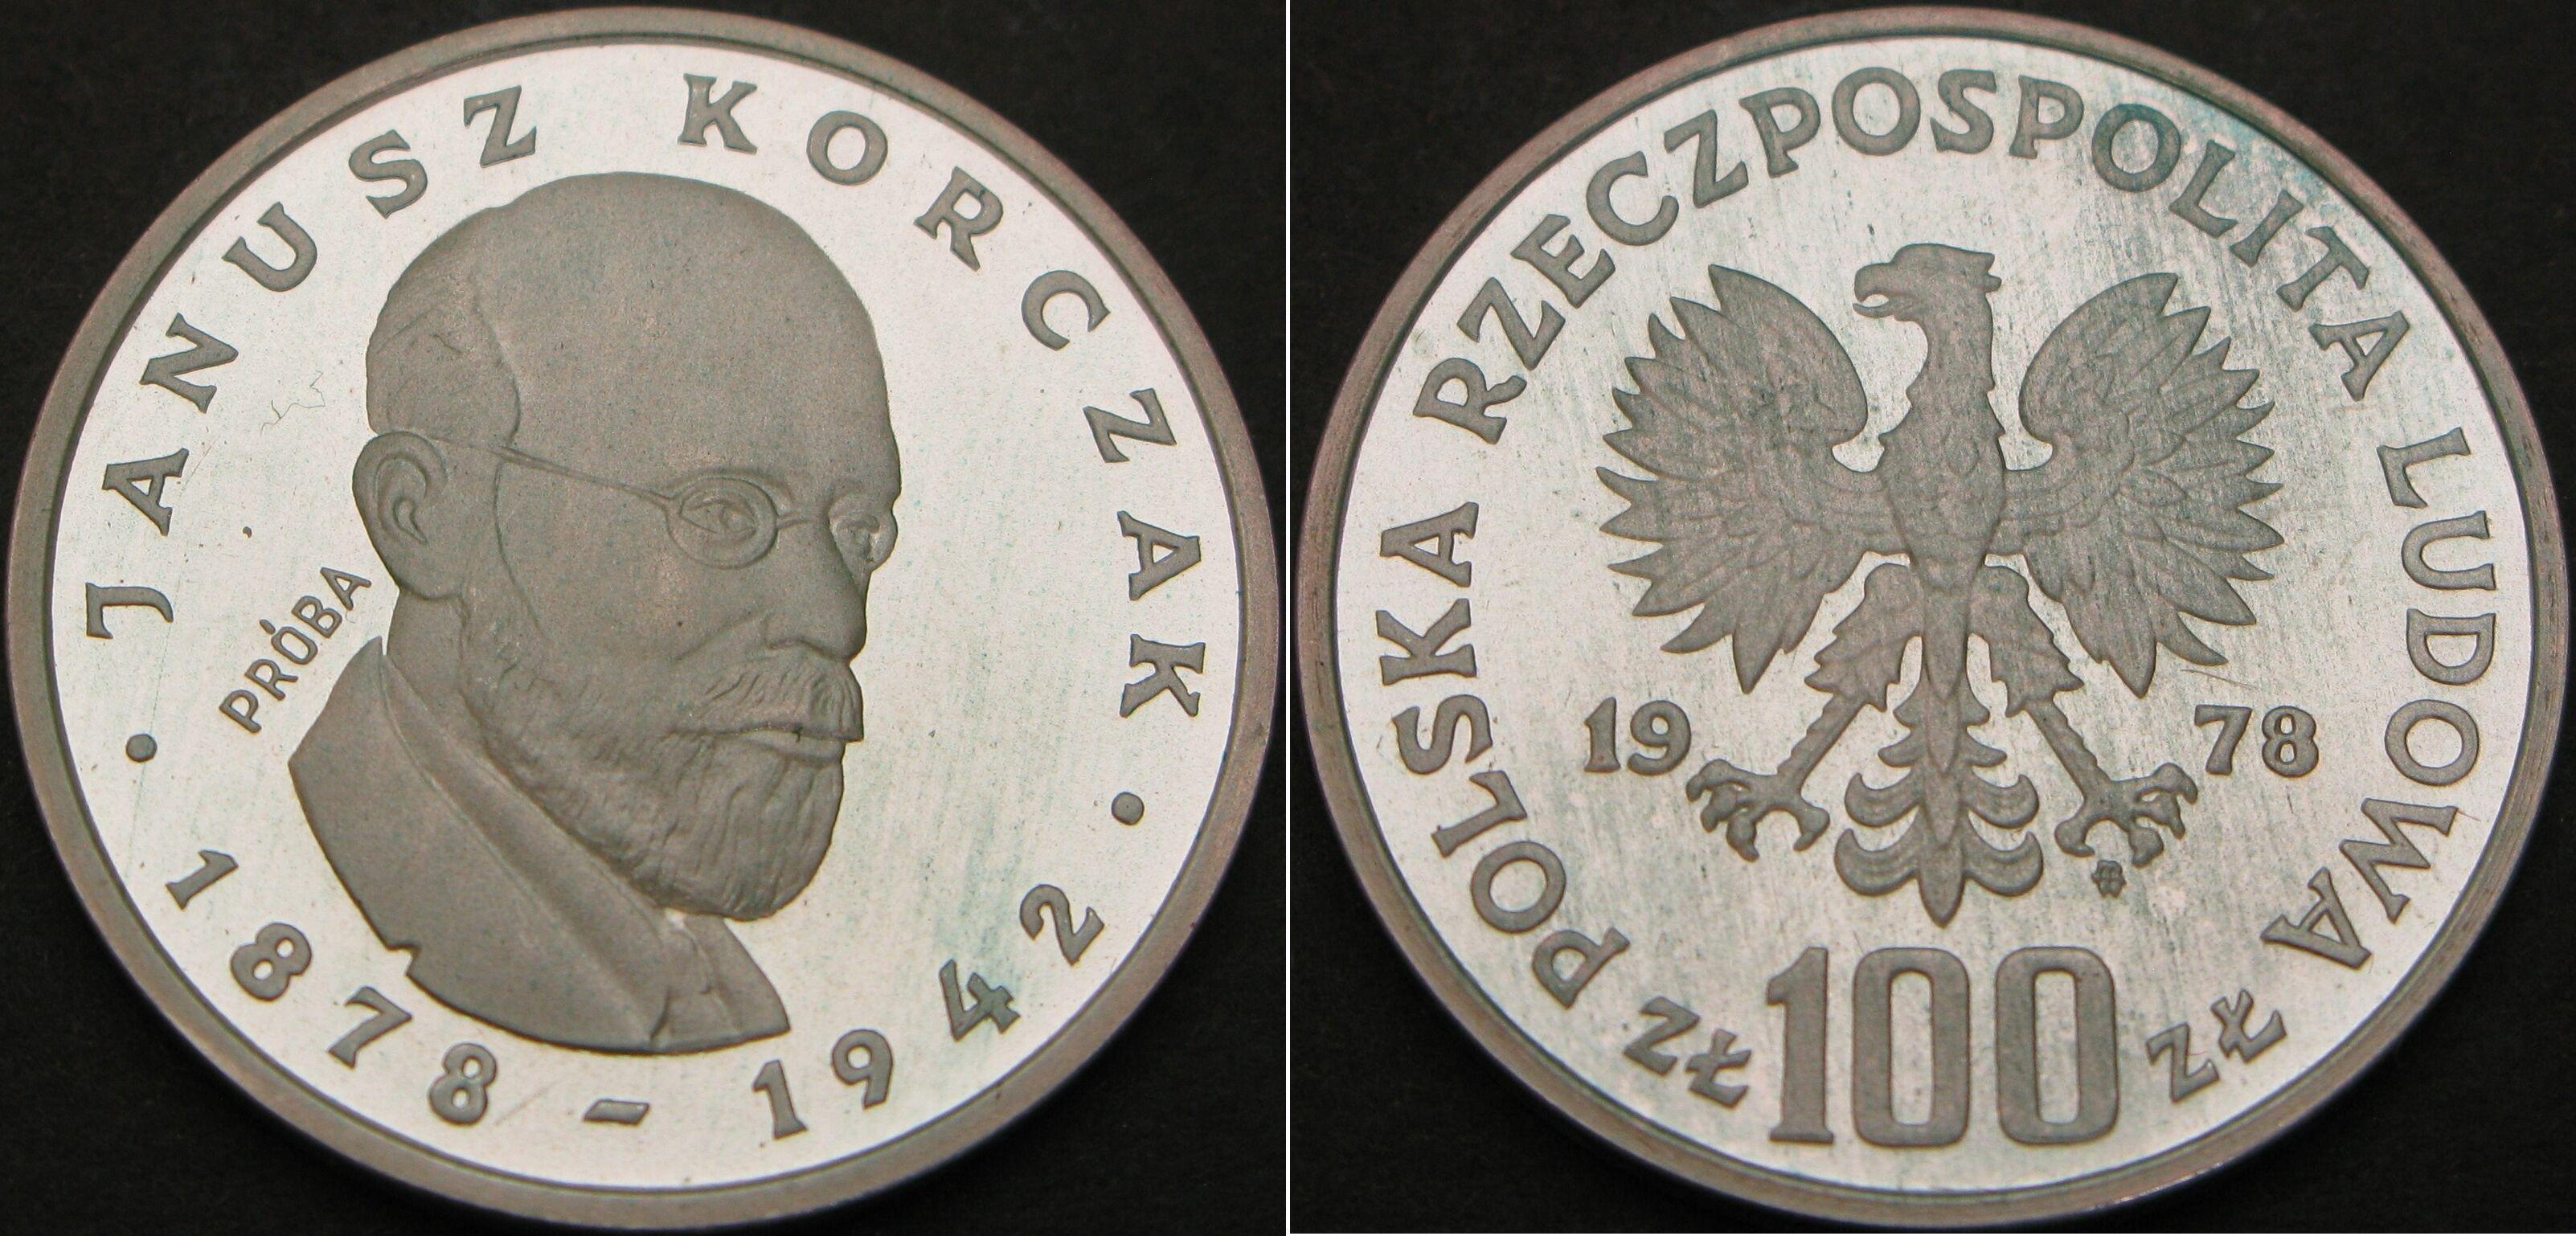 JANUSZ KORCZAK
PRÓBA
• 1878 – 1942 •
POLSKA RZECZPOSPOLITA LUDOWA
19 78
ZŁ 100 ZŁ